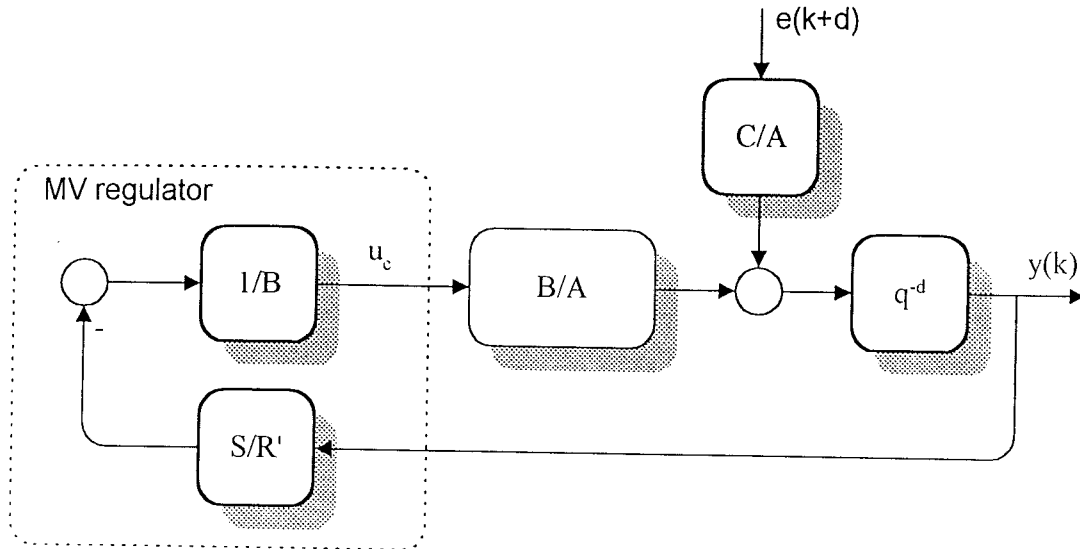 e(k+d)
C/A
MV regulator
1/B
u_c
B/A
q^-d
y(k)
-
S/R'